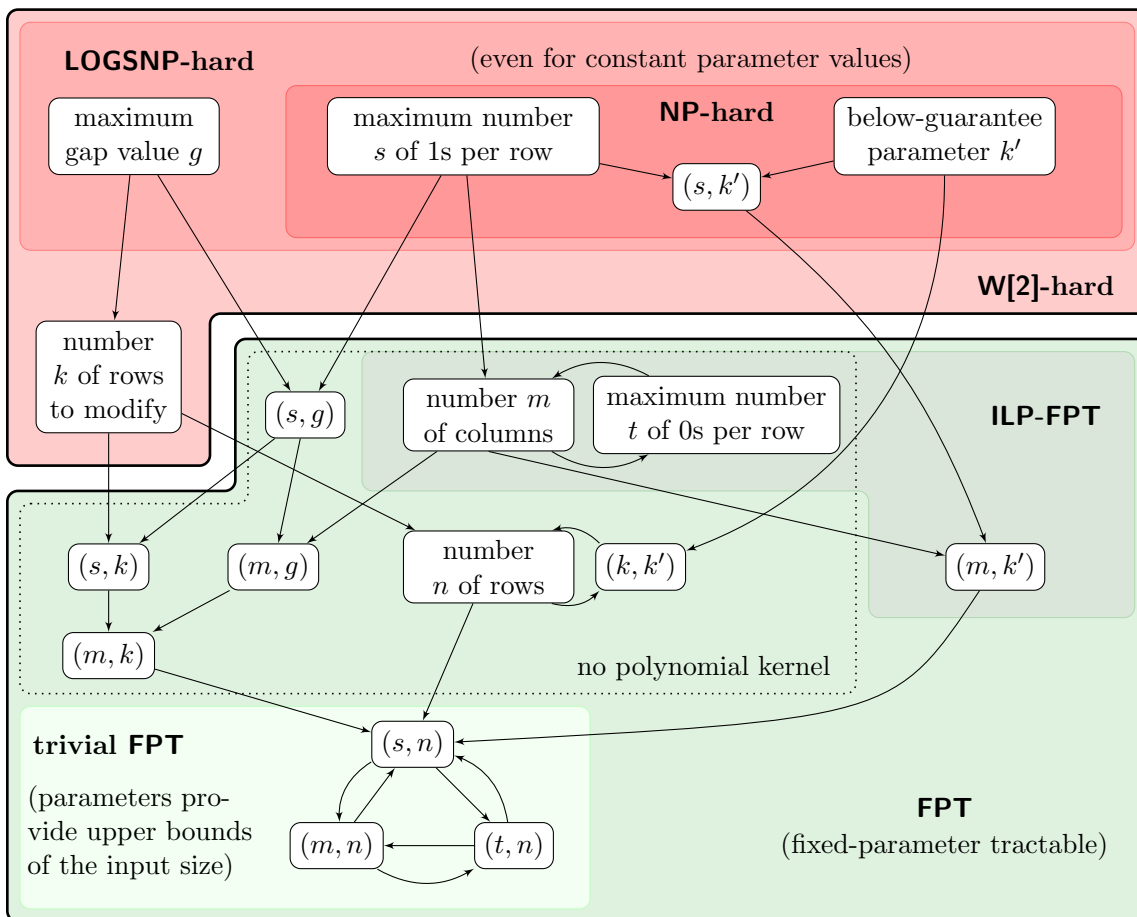 LOGSNP-hard
(even for constant parameter values)
maximum
gap value g
maximum number
s of 1s per row
NP-hard
below-guarantee
parameter k′
(s, k′)
W[2]-hard
number
k of rows
to modify
(s, g)
number m
of columns
maximum number
t of 0s per row
ILP-FPT
(s, k)
(m, g)
number
n of rows
(k, k′)
(m, k′)
(m, k)
no polynomial kernel
trivial FPT
(parameters pro-
vide upper bounds
of the input size)
(s, n)
(m, n)
(t, n)
FPT
(fixed-parameter tractable)